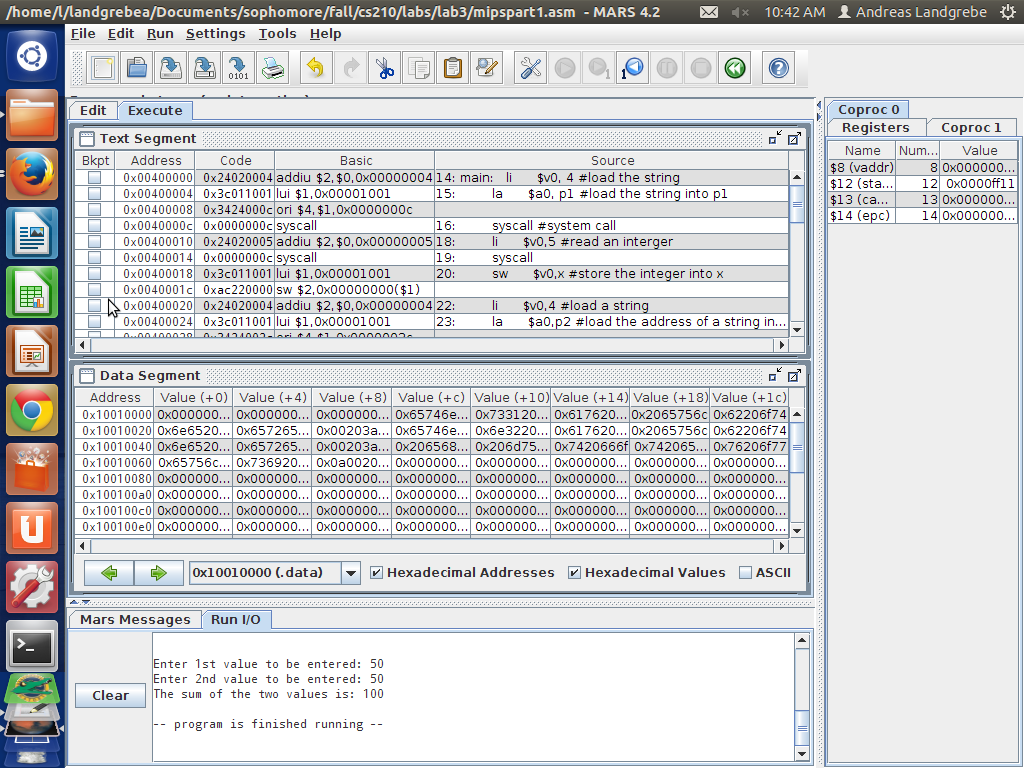 /home/l/landgrebea/Documents/sophomore/fall/cs210/labs/lab3/mipspart1.asm - MARS 4.2 10:42 AM Andreas Landgrebe
File Edit Run Settings Tools Help
Edit Execute
Text Segment
Bkpt Address Code Basic Source
0x00400000 0x24020004 addiu $2,$0,0x00000004 14: main: li $v0, 4 #load the string
0x00400004 0x3c011001 lui $1,0x00001001 15: la $a0, p1 #load the string into p1
0x00400008 0x3424000c ori $4,$1,0x0000000c
0x0040000c 0x0000000c syscall 16: syscall #system call
0x00400010 0x24020005 addiu $2,$0,0x00000005 18: li $v0,5 #read an interger
0x00400014 0x0000000c syscall 19: syscall
0x00400018 0x3c011001 lui $1,0x00001001 20: sw $v0,x #store the integer into x
0x0040001c 0xac220000 sw $2,0x00000000($1)
0x00400020 0x24020004 addiu $2,$0,0x00000004 22: li $v0,4 #load a string
0x00400024 0x3c011001 lui $1,0x00001001 23: la $a0,p2 #load the address of a string in...
Data Segment
Address Value (+0) Value (+4) Value (+8) Value (+c) Value (+10) Value (+14) Value (+18) Value (+1c)
0x10010000 0x000000... 0x000000... 0x000000... 0x65746e... 0x733120... 0x617620... 0x2065756c 0x62206f74
0x10010020 0x6e6520... 0x657265... 0x00203a... 0x65746e... 0x6e3220... 0x617620... 0x2065756c 0x62206f74
0x10010040 0x6e6520... 0x657265... 0x00203a... 0x206568... 0x206d75... 0x7420666f 0x742065... 0x76206f77
0x10010060 0x65756c... 0x736920... 0x0a0020... 0x000000... 0x000000... 0x000000... 0x000000... 0x000000...
0x10010080 0x000000... 0x000000... 0x000000... 0x000000... 0x000000... 0x000000... 0x000000... 0x000000...
0x100100a0 0x000000... 0x000000... 0x000000... 0x000000... 0x000000... 0x000000... 0x000000... 0x000000...
0x100100c0 0x000000... 0x000000... 0x000000... 0x000000... 0x000000... 0x000000... 0x000000... 0x000000...
0x100100e0 0x000000... 0x000000... 0x000000... 0x000000... 0x000000... 0x000000... 0x000000... 0x000000...
0x10010000 (.data) Hexadecimal Addresses Hexadecimal Values ASCII
Mars Messages Run I/O
Clear
Enter 1st value to be entered: 50
Enter 2nd value to be entered: 50
The sum of the two values is: 100
-- program is finished running --
Coproc 0
Registers Coproc 1
Name Num... Value
$8 (vaddr) 8 0x000000...
$12 (sta... 12 0x0000ff11
$13 (ca... 13 0x000000...
$14 (epc) 14 0x000000...